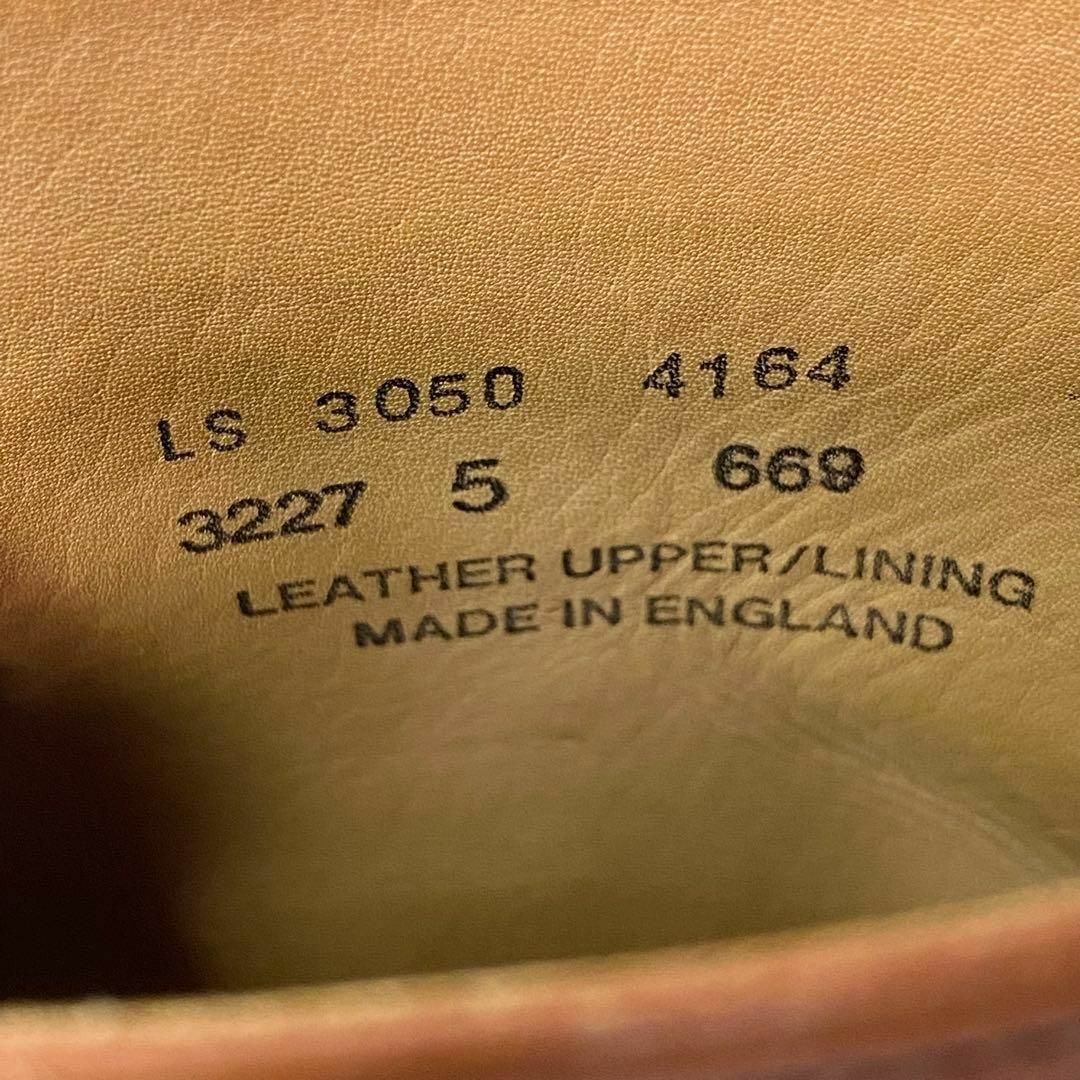 LS 3050 4164
3227 5 669
LEATHER UPPER/LINING
MADE IN ENGLAND